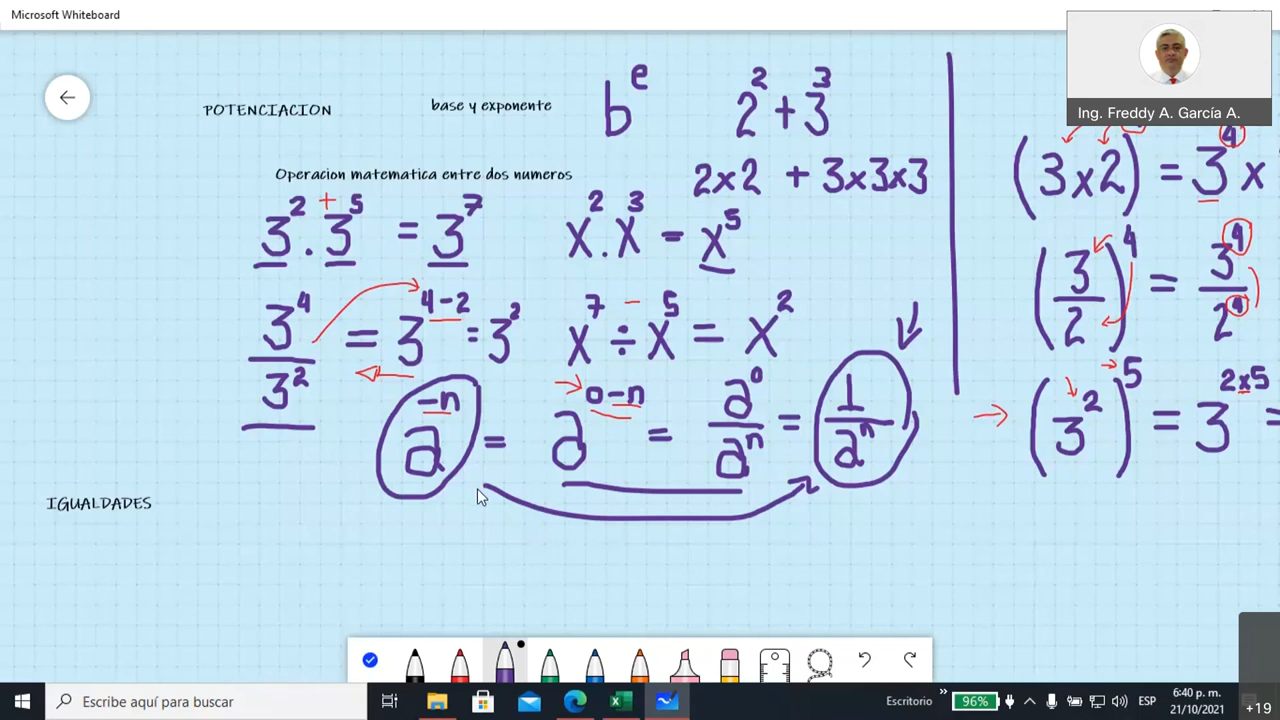 Microsoft Whiteboard
Ing. Freddy A. García A.
POTENCIACION
base y exponente
b^e
2^2 + 3^3
Operacion matematica entre dos numeros
2x2 + 3x3x3
3^2 . 3^5 = 3^7
+
x^2 . x^3 = x^5
3^4 / 3^2 = 3^(4-2) = 3^2
x^7 ÷ x^5 = x^2
−
a^(-n) = a^(0-n) = a^0 / a^n = 1 / a^n
(3x2)^4 = 3^4 x
(3/2)^4 = 3^4 / 2^4
(3^2)^5 = 3^(2x5) =
IGUALDADES
Escribe aquí para buscar
Escritorio
»
96%
ESP
6:40 p. m.
21/10/2021
+19